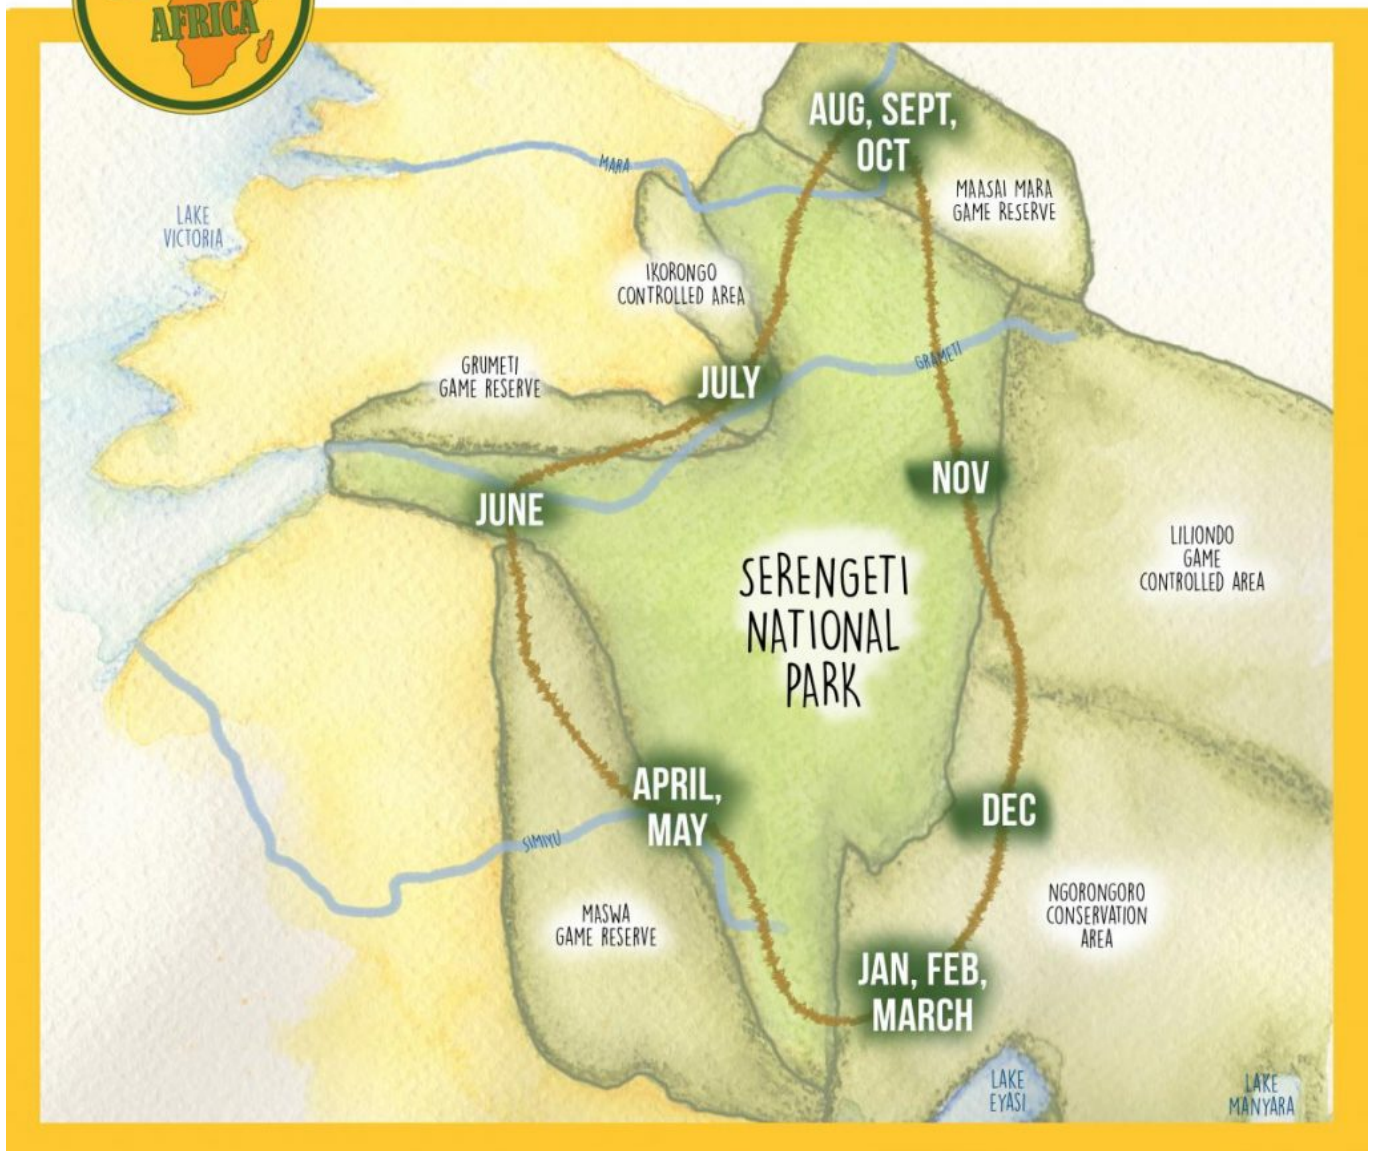 AFRICA
AUG, SEPT,
OCT
MARA
MAASAI MARA
GAME RESERVE
LAKE
VICTORIA
IKORONGO
CONTROLLED AREA
GRAMETI
GRUMETI
GAME RESERVE
JULY
NOV
JUNE
LILIONDO
GAME
CONTROLLED AREA
SERENGETI
NATIONAL
PARK
APRIL,
MAY
DEC
SIMIYU
MASWA
GAME RESERVE
NGORONGORO
CONSERVATION
AREA
JAN, FEB,
MARCH
LAKE
EYASI
LAKE
MANYARA